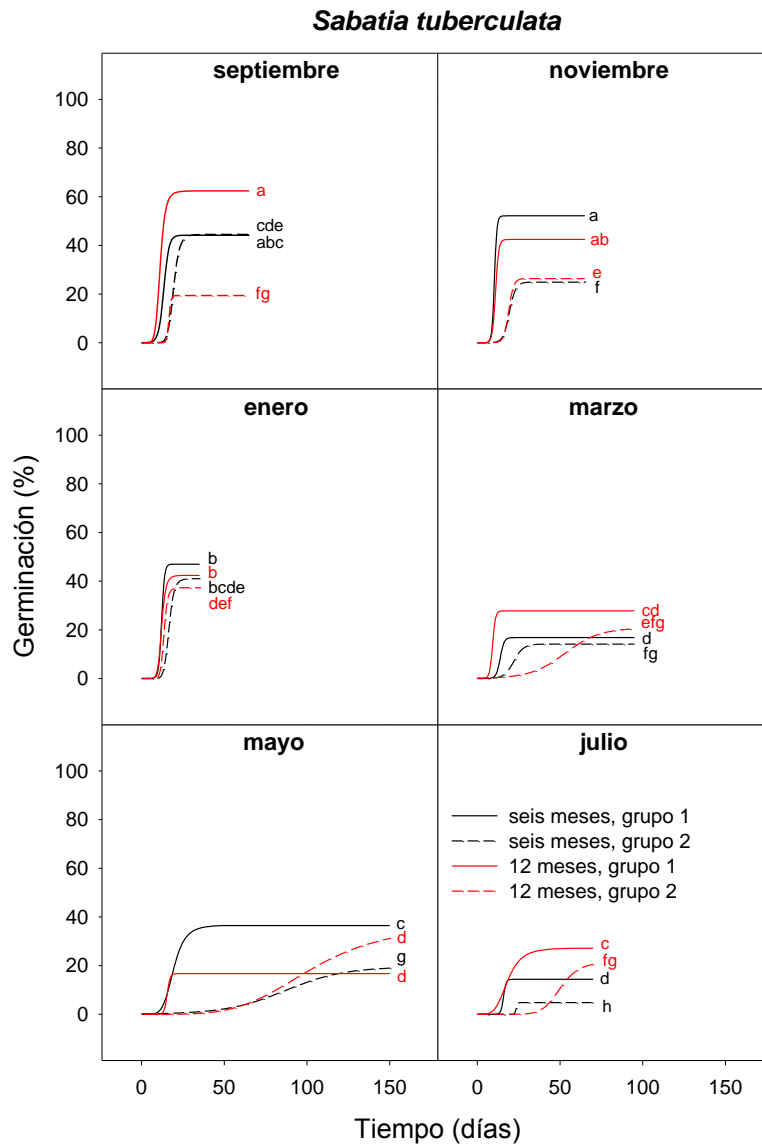 Sabatia tuberculata
septiembre
noviembre
100
80
60
40
20
0
a
cde
abc
fg
a
ab
e
f
enero
marzo
100
80
60
40
20
0
b
b
bcde
def
cd
efg
d
fg
Germinación (%)
mayo
julio
100
80
60
40
20
0
c
d
g
d
seis meses, grupo 1
seis meses, grupo 2
12 meses, grupo 1
12 meses, grupo 2
c
fg
d
h
0 50 100 150
0 50 100 150
Tiempo (días)